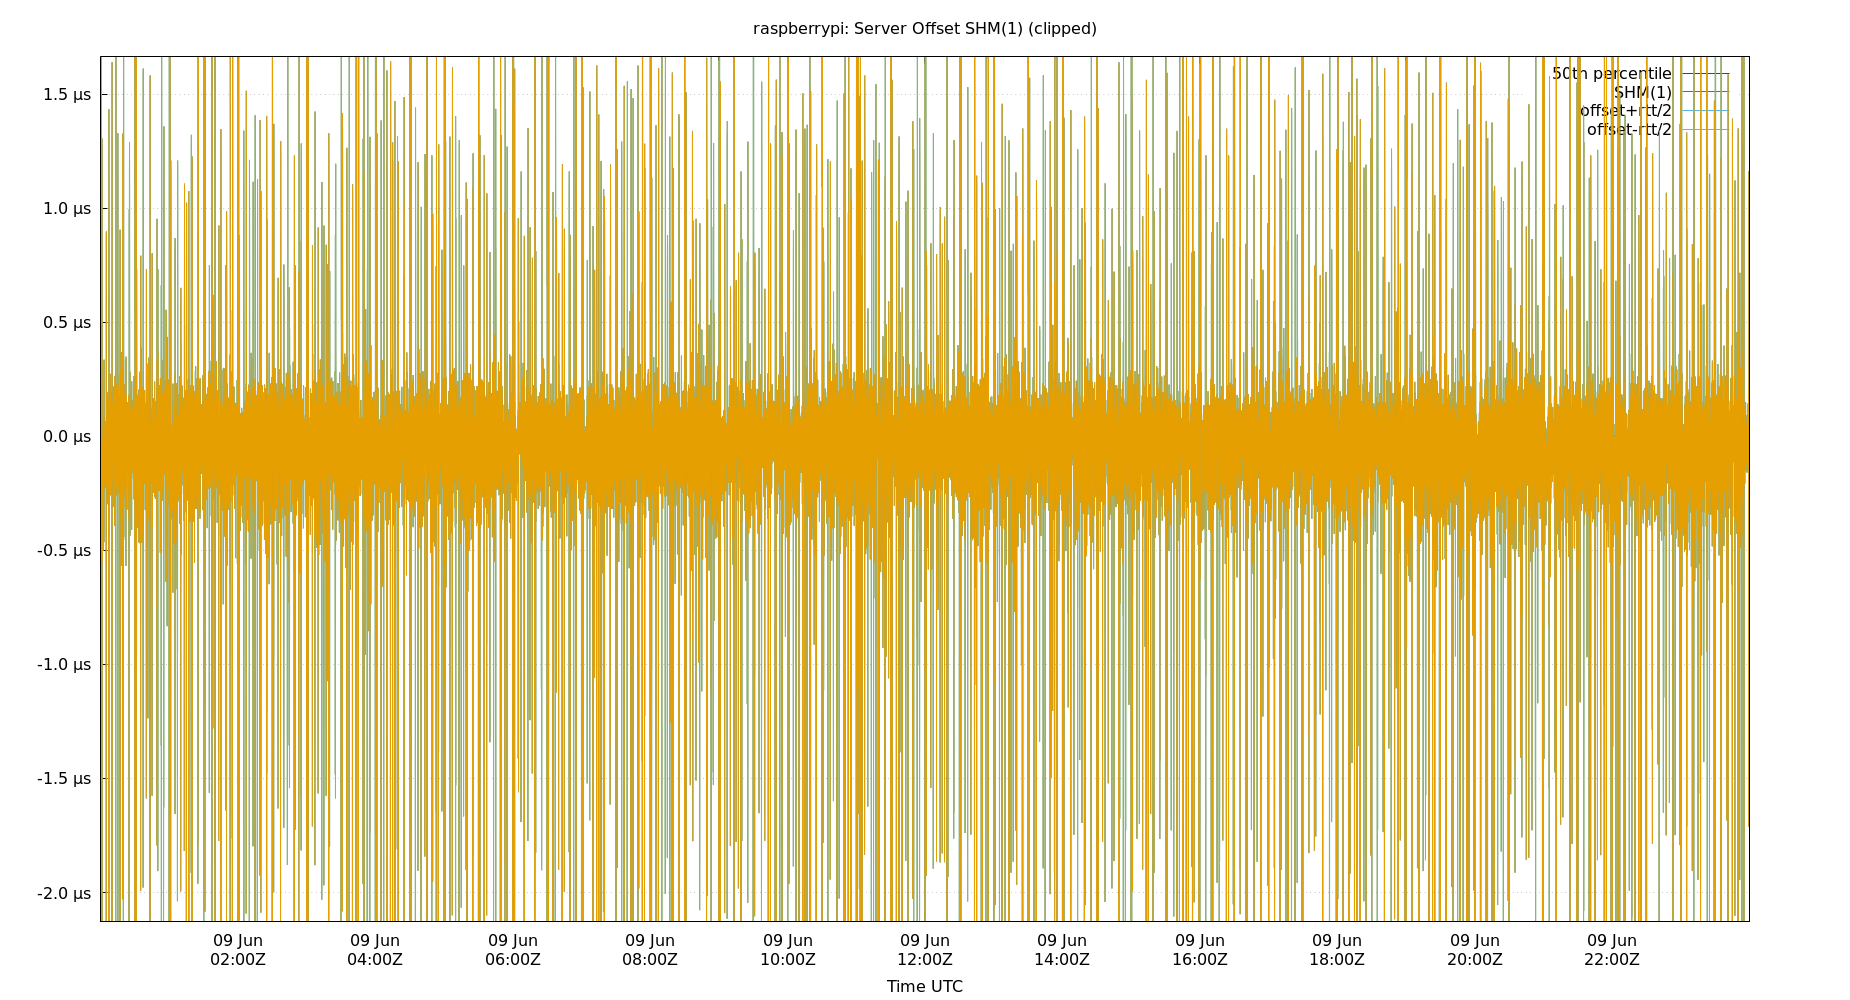 raspberrypi: Server Offset SHM(1) (clipped)
50th percentile
SHM(1)
offset+rtt/2
offset-rtt/2
1.5 µs
1.0 µs
0.5 µs
0.0 µs
-0.5 µs
-1.0 µs
-1.5 µs
-2.0 µs
09 Jun 09 Jun 09 Jun 09 Jun 09 Jun 09 Jun 09 Jun 09 Jun 09 Jun 09 Jun 09 Jun
02:00Z 04:00Z 06:00Z 08:00Z 10:00Z 12:00Z 14:00Z 16:00Z 18:00Z 20:00Z 22:00Z
Time UTC